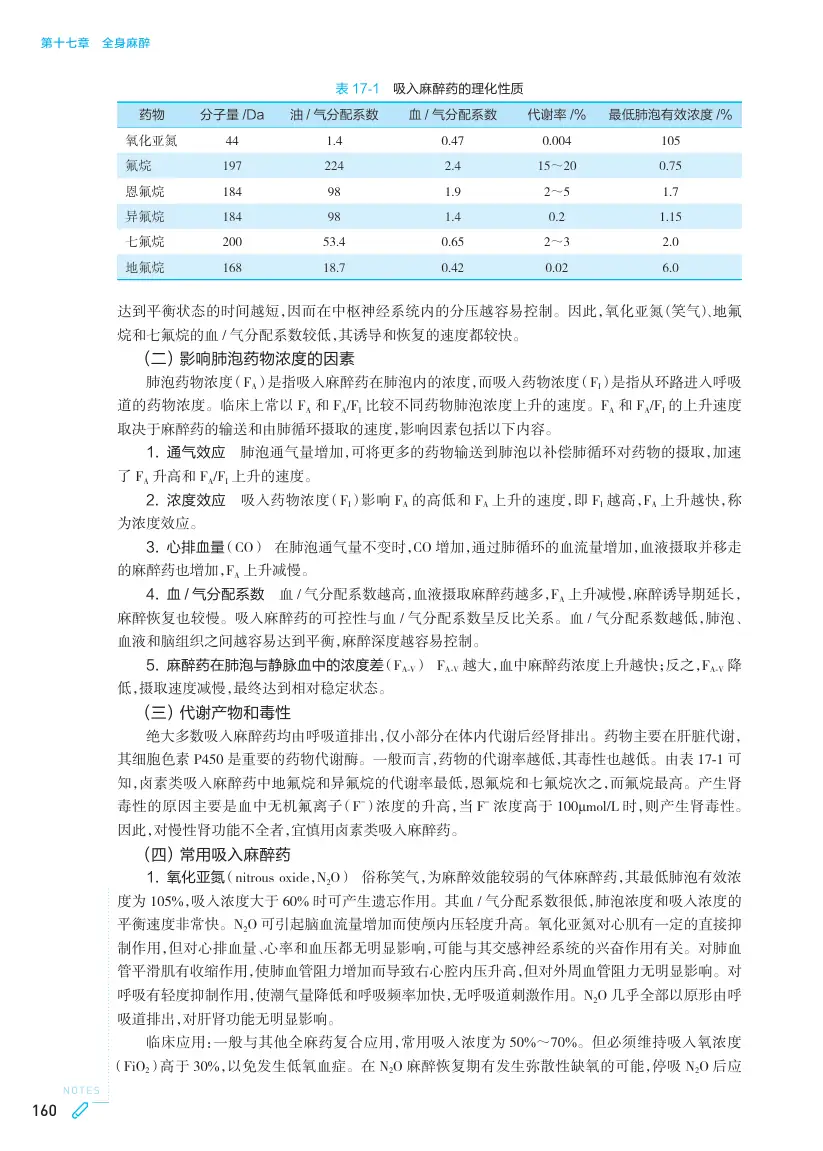 第十七章 全身麻醉
表 17-1 吸入麻醉药的理化性质
药物 分子量 /Da 油 / 气分配系数 血 / 气分配系数 代谢率 /% 最低肺泡有效浓度 /%
氧化亚氮 44 1.4 0.47 0.004 105
氟烷 197 224 2.4 15～20 0.75
恩氟烷 184 98 1.9 2～5 1.7
异氟烷 184 98 1.4 0.2 1.15
七氟烷 200 53.4 0.65 2～3 2.0
地氟烷 168 18.7 0.42 0.02 6.0
达到平衡状态的时间越短，因而在中枢神经系统内的分压越容易控制。因此，氧化亚氮（笑气）、地氟
烷和七氟烷的血 / 气分配系数较低，其诱导和恢复的速度都较快。
（二）影响肺泡药物浓度的因素
肺泡药物浓度（F_A）是指吸入麻醉药在肺泡内的浓度，而吸入药物浓度（F_I）是指从环路进入呼吸
道的药物浓度。临床上常以 F_A 和 F_A/F_I 比较不同药物肺泡浓度上升的速度。F_A 和 F_A/F_I 的上升速度
取决于麻醉药的输送和由肺循环摄取的速度，影响因素包括以下内容。
1. 通气效应 肺泡通气量增加，可将更多的药物输送到肺泡以补偿肺循环对药物的摄取，加速
了 F_A 升高和 F_A/F_I 上升的速度。
2. 浓度效应 吸入药物浓度（F_I）影响 F_A 的高低和 F_A 上升的速度，即 F_I 越高，F_A 上升越快，称
为浓度效应。
3. 心排血量（CO） 在肺泡通气量不变时，CO 增加，通过肺循环的血流量增加，血液摄取并移走
的麻醉药也增加，F_A 上升减慢。
4. 血 / 气分配系数 血 / 气分配系数越高，血液摄取麻醉药越多，F_A 上升减慢，麻醉诱导期延长，
麻醉恢复也较慢。吸入麻醉药的可控性与血 / 气分配系数呈反比关系。血 / 气分配系数越低，肺泡、
血液和脑组织之间越容易达到平衡，麻醉深度越容易控制。
5. 麻醉药在肺泡与静脉血中的浓度差（F_A-V） F_A-V 越大，血中麻醉药浓度上升越快；反之，F_A-V 降
低，摄取速度减慢，最终达到相对稳定状态。
（三）代谢产物和毒性
绝大多数吸入麻醉药均由呼吸道排出，仅小部分在体内代谢后经肾排出。药物主要在肝脏代谢，
其细胞色素 P450 是重要的药物代谢酶。一般而言，药物的代谢率越低，其毒性也越低。由表 17-1 可
知，卤素类吸入麻醉药中地氟烷和异氟烷的代谢率最低，恩氟烷和七氟烷次之，而氟烷最高。产生肾
毒性的原因主要是血中无机氟离子（F⁻）浓度的升高，当 F⁻ 浓度高于 100μmol/L 时，则产生肾毒性。
因此，对慢性肾功能不全者，宜慎用卤素类吸入麻醉药。
（四）常用吸入麻醉药
1. 氧化亚氮（nitrous oxide，N₂O） 俗称笑气，为麻醉效能较弱的气体麻醉药，其最低肺泡有效浓
度为 105%，吸入浓度大于 60% 时可产生遗忘作用。其血 / 气分配系数很低，肺泡浓度和吸入浓度的
平衡速度非常快。N₂O 可引起脑血流量增加而使颅内压轻度升高。氧化亚氮对心肌有一定的直接抑
制作用，但对心排血量、心率和血压都无明显影响，可能与其交感神经系统的兴奋作用有关。对肺血
管平滑肌有收缩作用，使肺血管阻力增加而导致右心腔内压升高，但对外周血管阻力无明显影响。对
呼吸有轻度抑制作用，使潮气量降低和呼吸频率加快，无呼吸道刺激作用。N₂O 几乎全部以原形由呼
吸道排出，对肝肾功能无明显影响。
临床应用：一般与其他全麻药复合应用，常用吸入浓度为 50%～70%。但必须维持吸入氧浓度
（FiO₂）高于 30%，以免发生低氧血症。在 N₂O 麻醉恢复期有发生弥散性缺氧的可能，停吸 N₂O 后应
NOTES
160